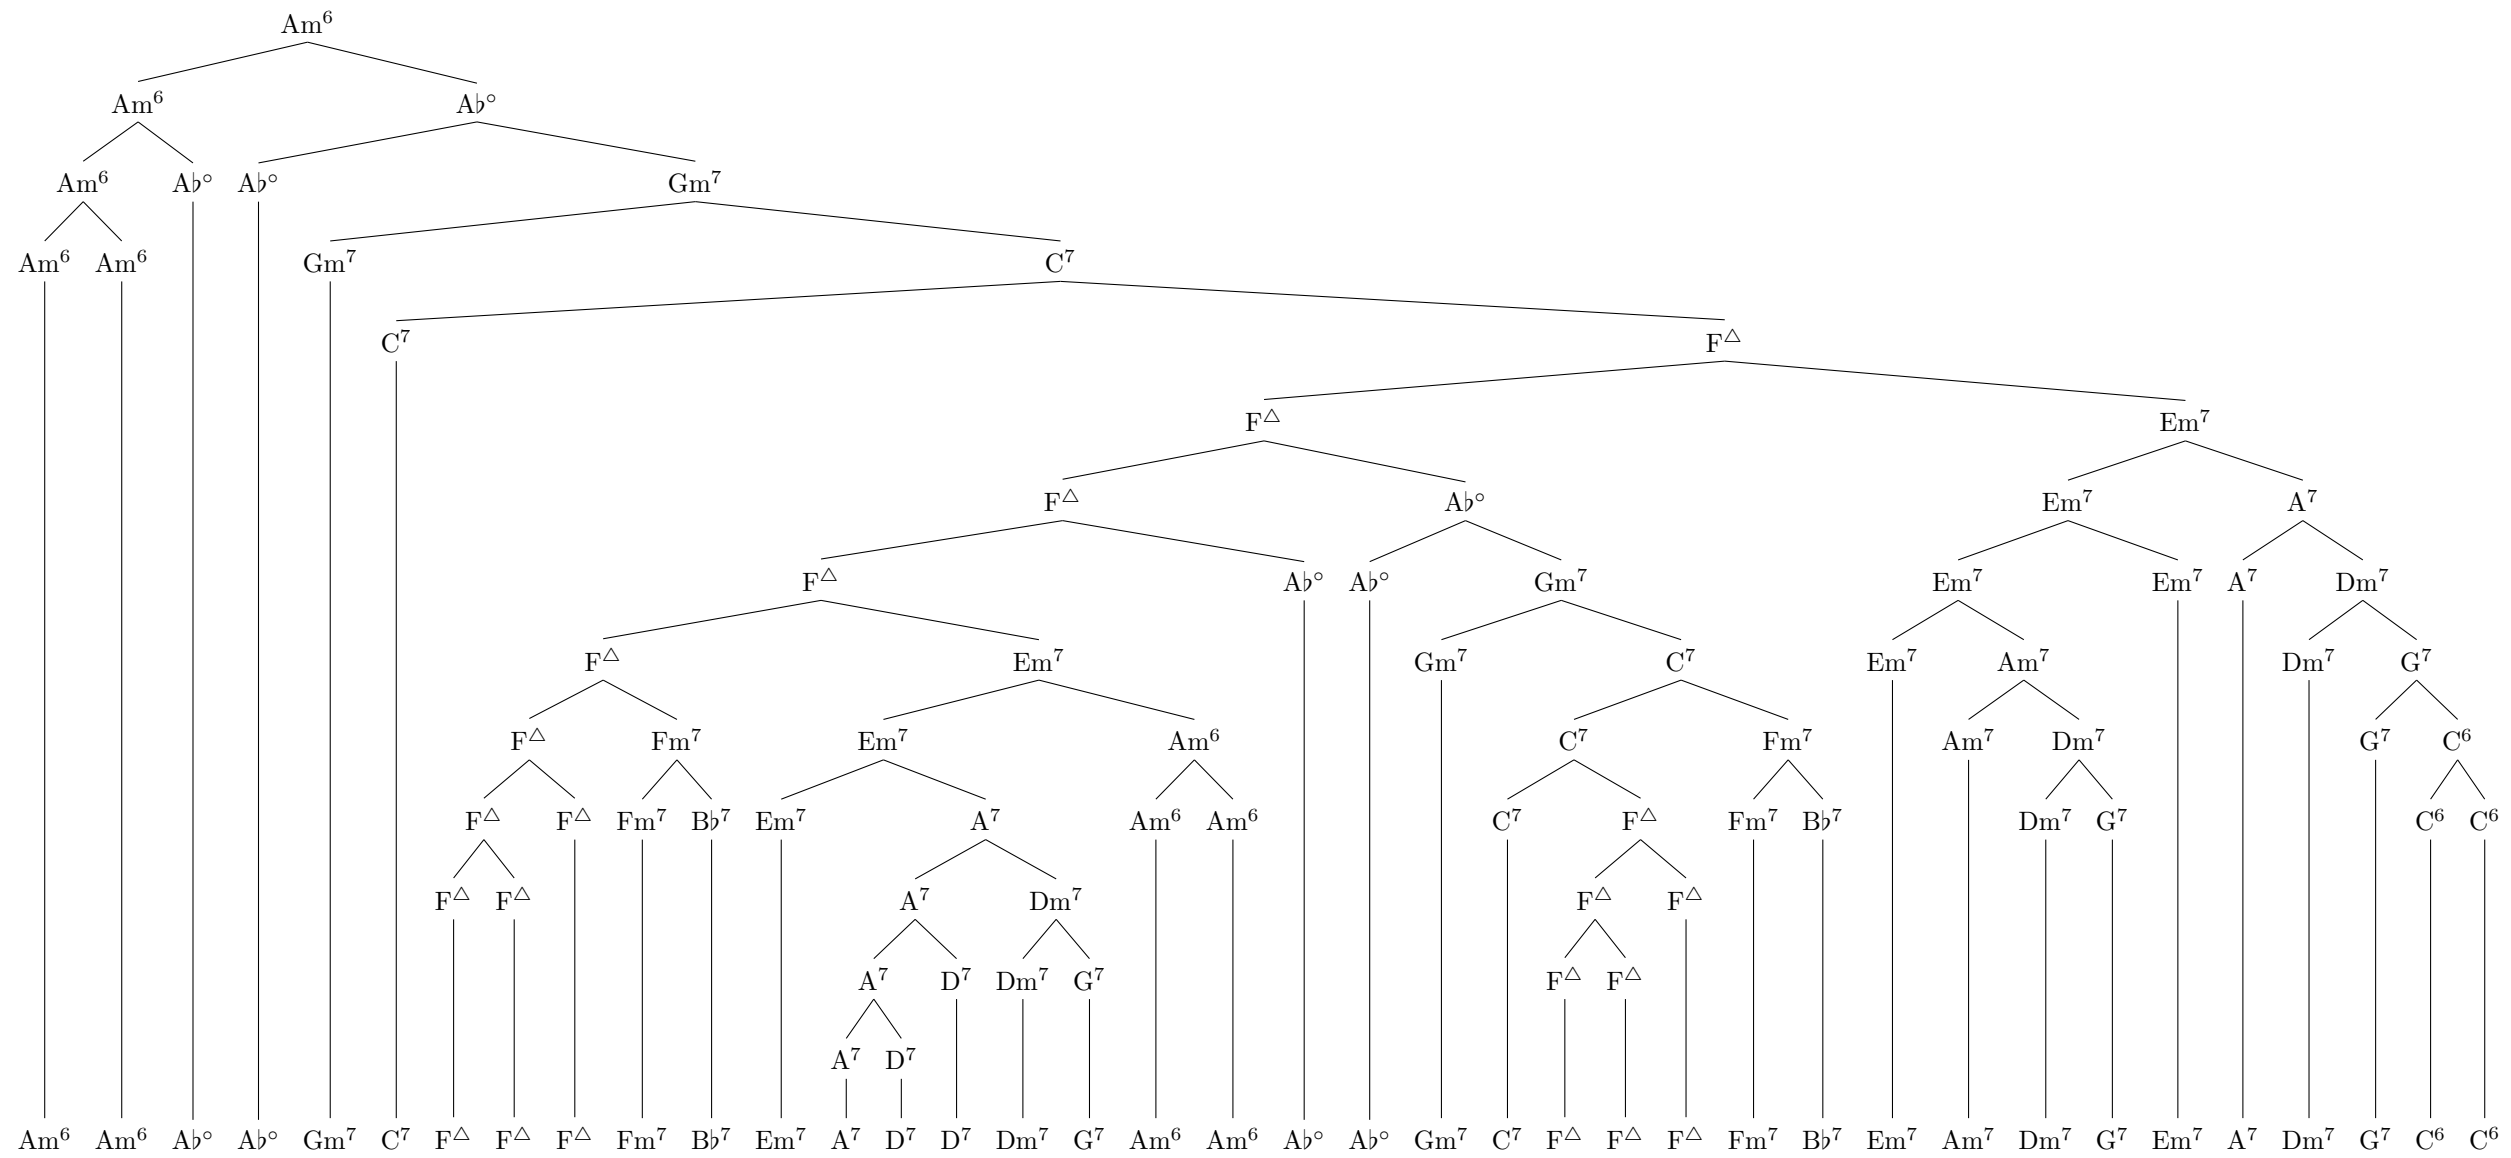 Am⁶
Am⁶ A♭°
Am⁶ A♭° A♭° Gm⁷
Am⁶ Am⁶ Gm⁷ C⁷
C⁷ F△
F△ Em⁷
F△ A♭° Em⁷ A⁷
F△ A♭° A♭° Gm⁷ Em⁷ Em⁷ A⁷ Dm⁷
F△ Em⁷ Gm⁷ C⁷ Em⁷ Am⁷ Dm⁷ G⁷
F△ Fm⁷ Em⁷ Am⁶ C⁷ Fm⁷ Am⁷ Dm⁷ G⁷ C⁶
F△ F△ Fm⁷ B♭⁷ Em⁷ A⁷ Am⁶ Am⁶ C⁷ F△ Fm⁷ B♭⁷ Dm⁷ G⁷ C⁶ C⁶
F△ F△ A⁷ Dm⁷ F△ F△
A⁷ D⁷ Dm⁷ G⁷ F△ F△
A⁷ D⁷
Am⁶ Am⁶ A♭° A♭° Gm⁷ C⁷ F△ F△ F△ Fm⁷ B♭⁷ Em⁷ A⁷ D⁷ D⁷ Dm⁷ G⁷ Am⁶ Am⁶ A♭° A♭° Gm⁷ C⁷ F△ F△ F△ Fm⁷ B♭⁷ Em⁷ Am⁷ Dm⁷ G⁷ Em⁷ A⁷ Dm⁷ G⁷ C⁶ C⁶